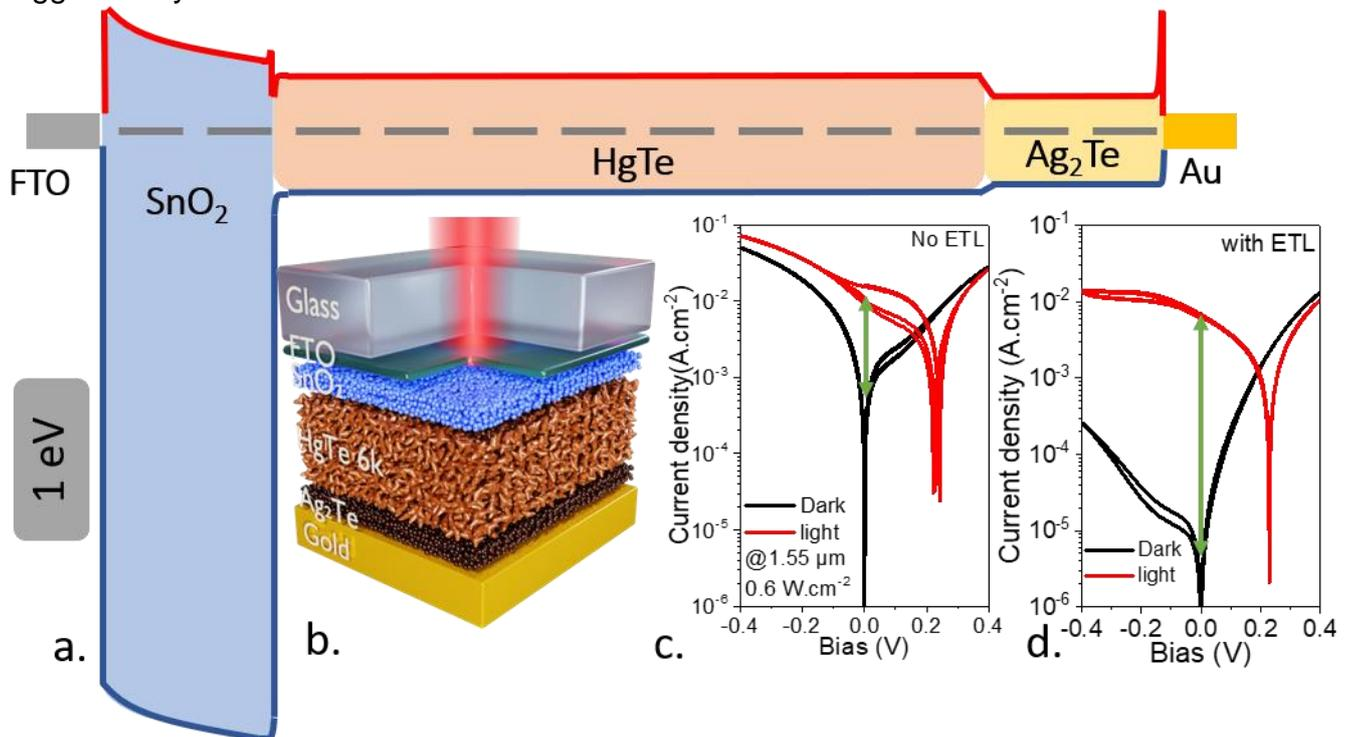 FTO
SnO2
HgTe
Ag2Te
Au
1 eV
a.
Glass
FTO
SnO2
HgTe 6k
Ag2Te
Gold
b.
Current density(A.cm-2)
10-1
10-2
10-3
10-4
10-5
10-6
No ETL
Dark
light
@1.55 µm
0.6 W.cm-2
-0.4 -0.2 0.0 0.2 0.4
Bias (V)
c.
Current density (A.cm-2)
10-1
10-2
10-3
10-4
10-5
10-6
with ETL
Dark
light
-0.4 -0.2 0.0 0.2 0.4
Bias (V)
d.